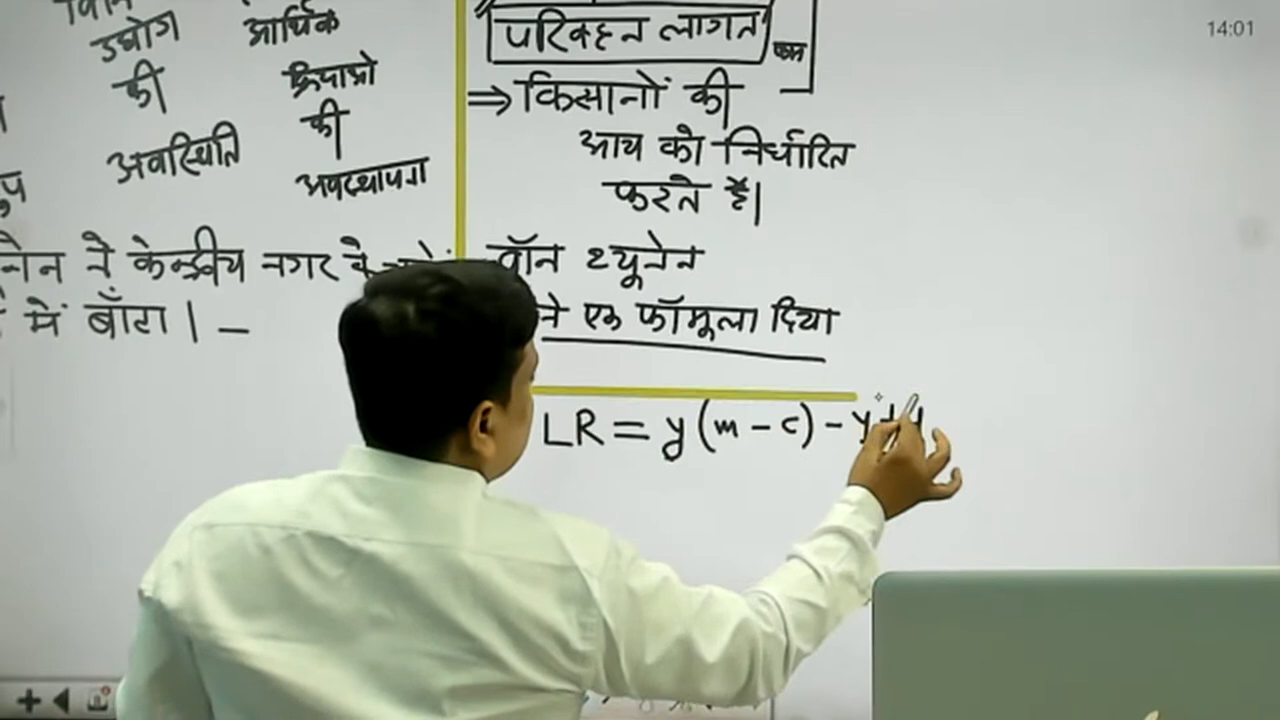 14:01
उद्योग आर्थिक
की क्रियाओ
की
अवस्थिति अवस्थापना
ने केन्द्रीय नगर
में बाँटा । –
परिवहन लागत
⇒ किसानों की
आय को निर्धारित
करते हैं।
वॉन थ्यूनेन
ने एक फॉमूला दिया
LR = y (m - c) - y